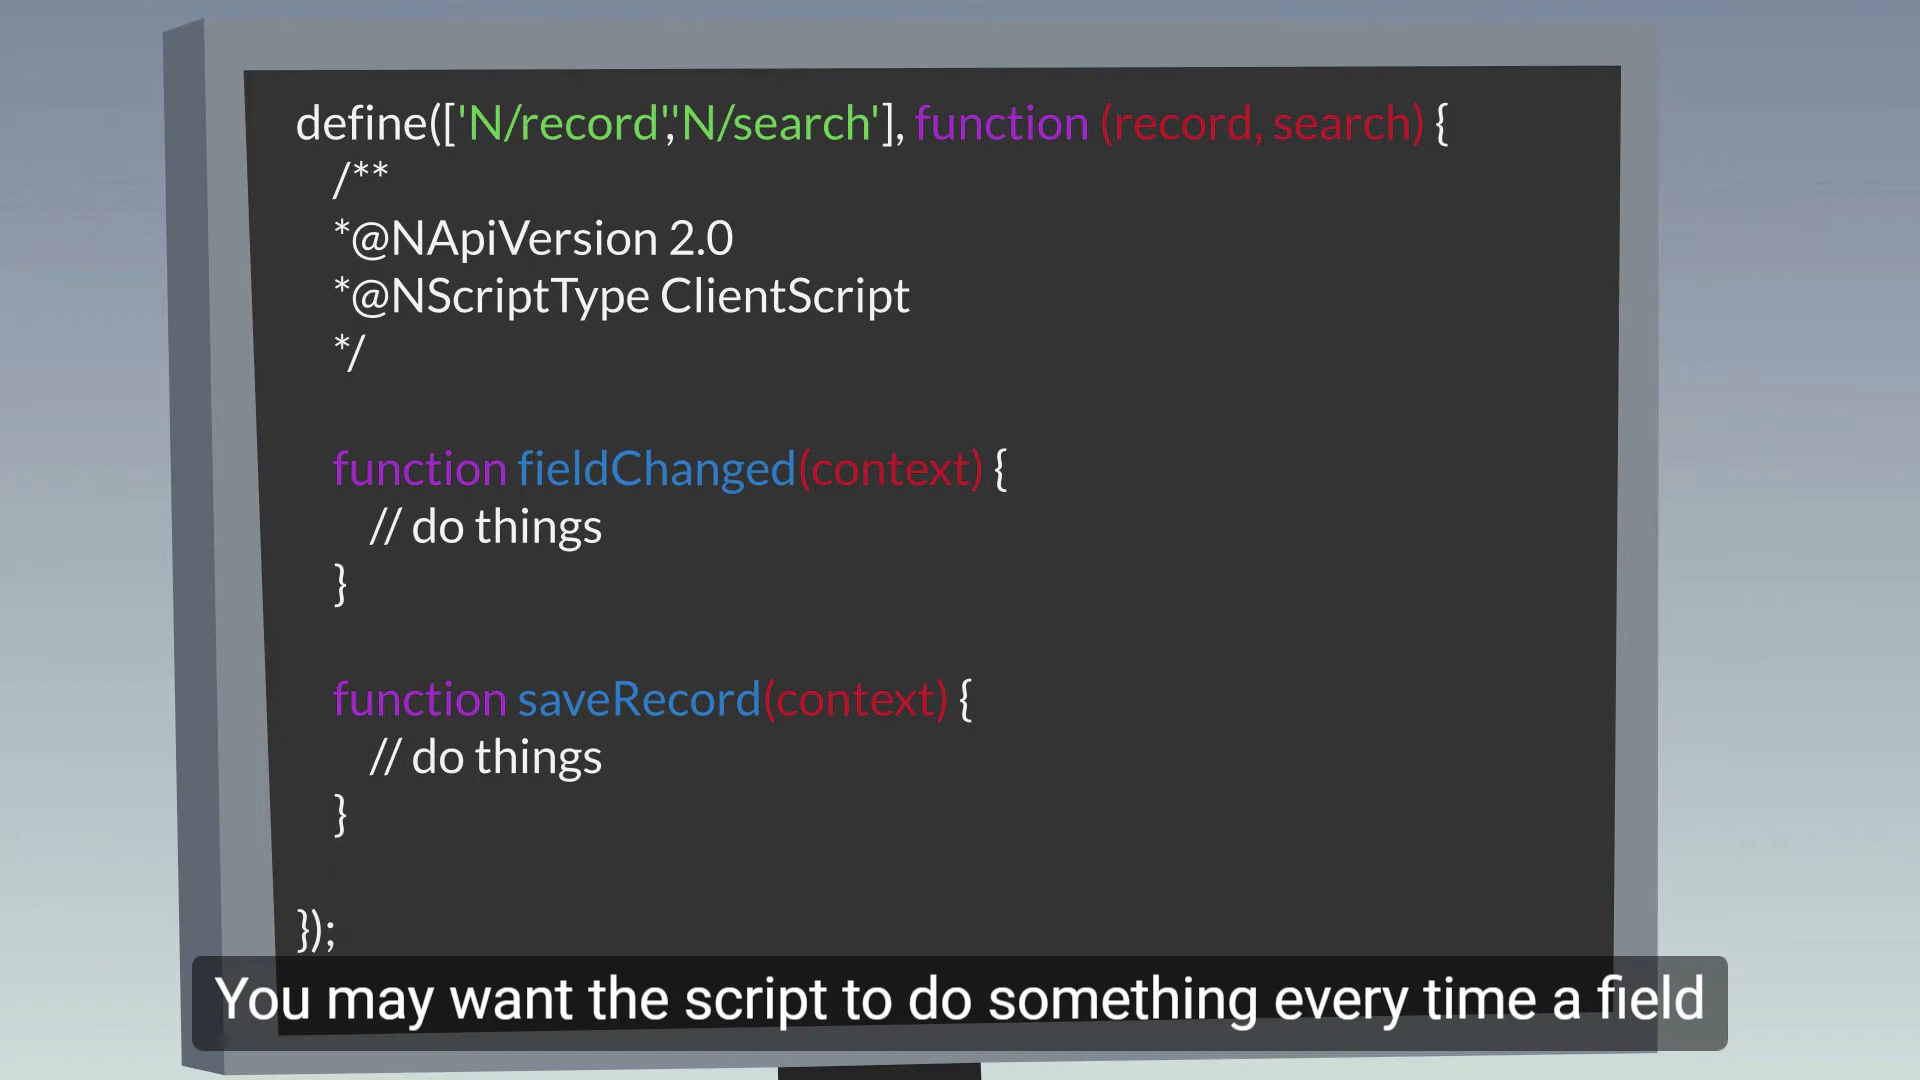 define(['N/record','N/search'], function (record, search) {
/**
*@NApiVersion 2.0
*@NScriptType ClientScript
*/
function fieldChanged(context) {
// do things
}
function saveRecord(context) {
// do things
}
});
You may want the script to do something every time a field